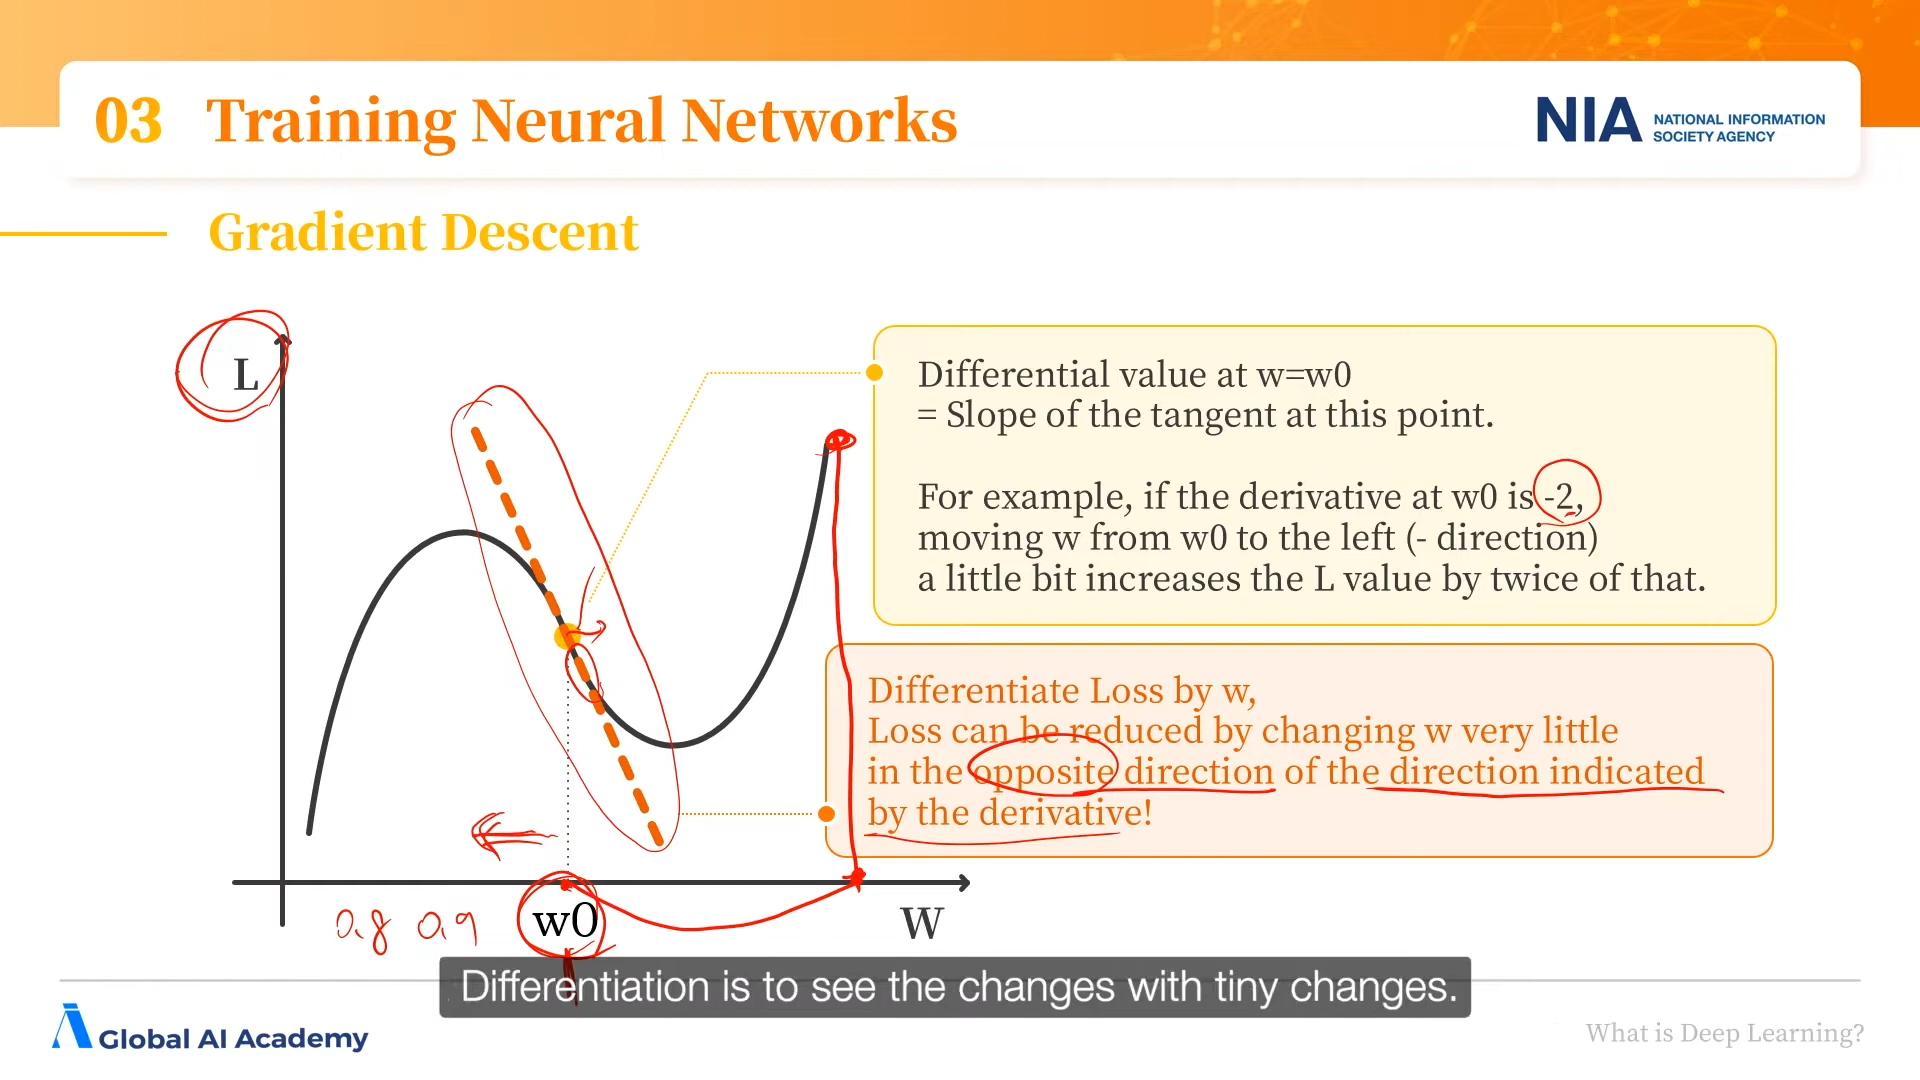 03 Training Neural Networks
NIA NATIONAL INFORMATION
SOCIETY AGENCY
Gradient Descent
L
Differential value at w=w0
= Slope of the tangent at this point.
For example, if the derivative at w0 is -2,
moving w from w0 to the left (- direction)
a little bit increases the L value by twice of that.
Differentiate Loss by w,
Loss can be reduced by changing w very little
in the opposite direction of the direction indicated
by the derivative!
0.8 0.9 w0 W
Differentiation is to see the changes with tiny changes.
Global AI Academy
What is Deep Learning?